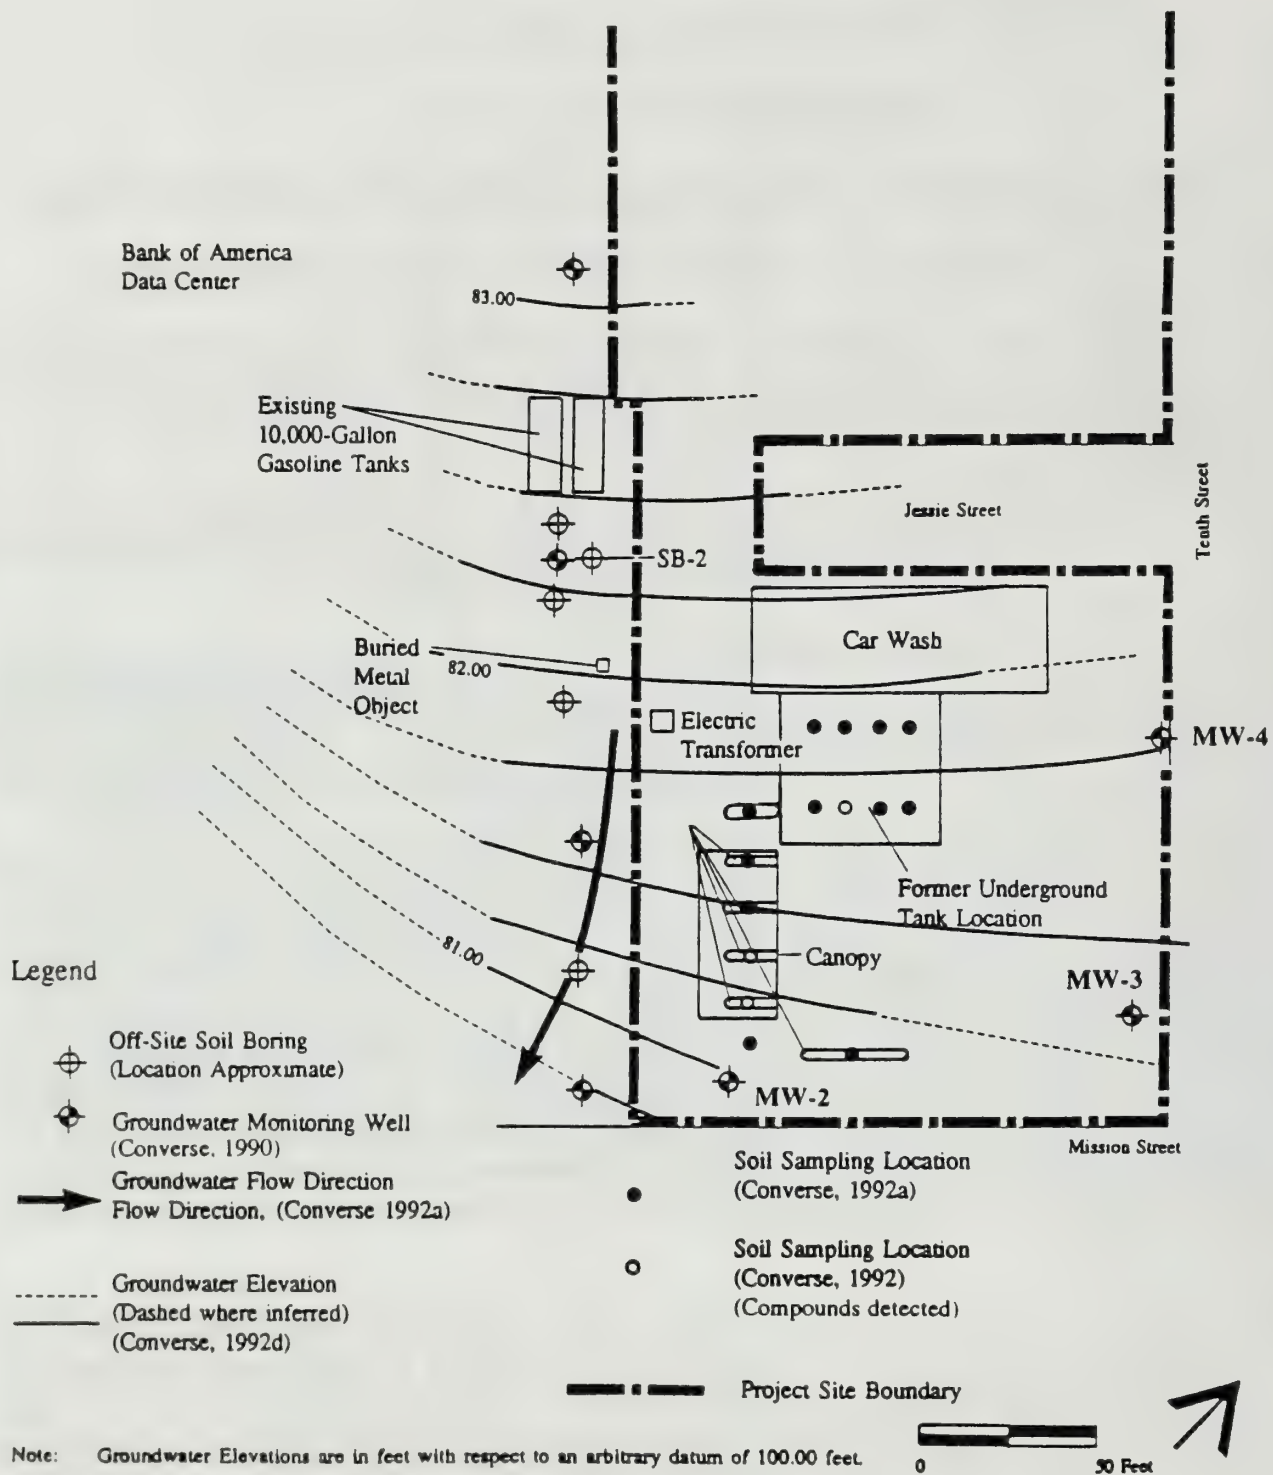 Bank of America
Data Center
83.00
Existing
10,000-Gallon
Gasoline Tanks
Jessie Street
Tenth Street
SB-2
Car Wash
Buried
Metal
Object
82.00
Electric
Transformer
MW-4
Former Underground
Tank Location
81.00
Canopy
MW-3
MW-2
Mission Street
Legend
Off-Site Soil Boring
(Location Approximate)
Groundwater Monitoring Well
(Converse, 1990)
Groundwater Flow Direction
Flow Direction, (Converse 1992a)
Groundwater Elevation
(Dashed where inferred)
(Converse, 1992d)
Soil Sampling Location
(Converse, 1992a)
Soil Sampling Location
(Converse, 1992)
(Compounds detected)
Project Site Boundary
Note: Groundwater Elevations are in feet with respect to an arbitrary datum of 100.00 feet.
0 50 Feet